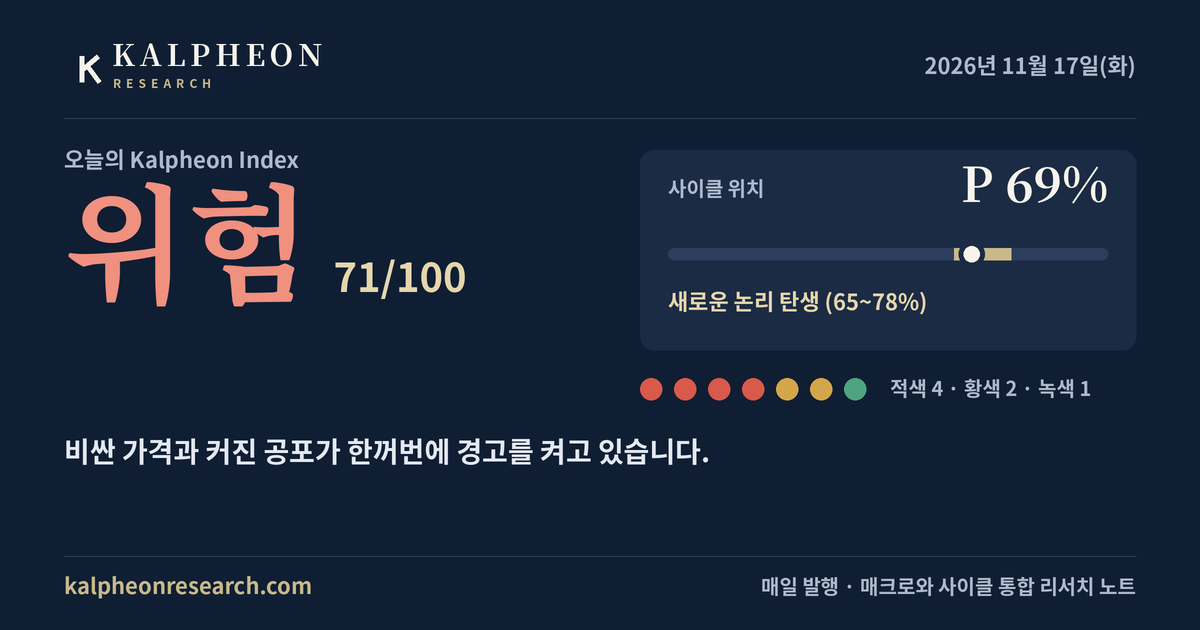 K KALPHEON
RESEARCH
2026년 11월 17일(화)
오늘의 Kalpheon Index
위험 71/100
사이클 위치 P 69%
새로운 논리 탄생 (65~78%)
적색 4 · 황색 2 · 녹색 1
비싼 가격과 커진 공포가 한꺼번에 경고를 켜고 있습니다.
kalpheonresearch.com
매일 발행 · 매크로와 사이클 통합 리서치 노트